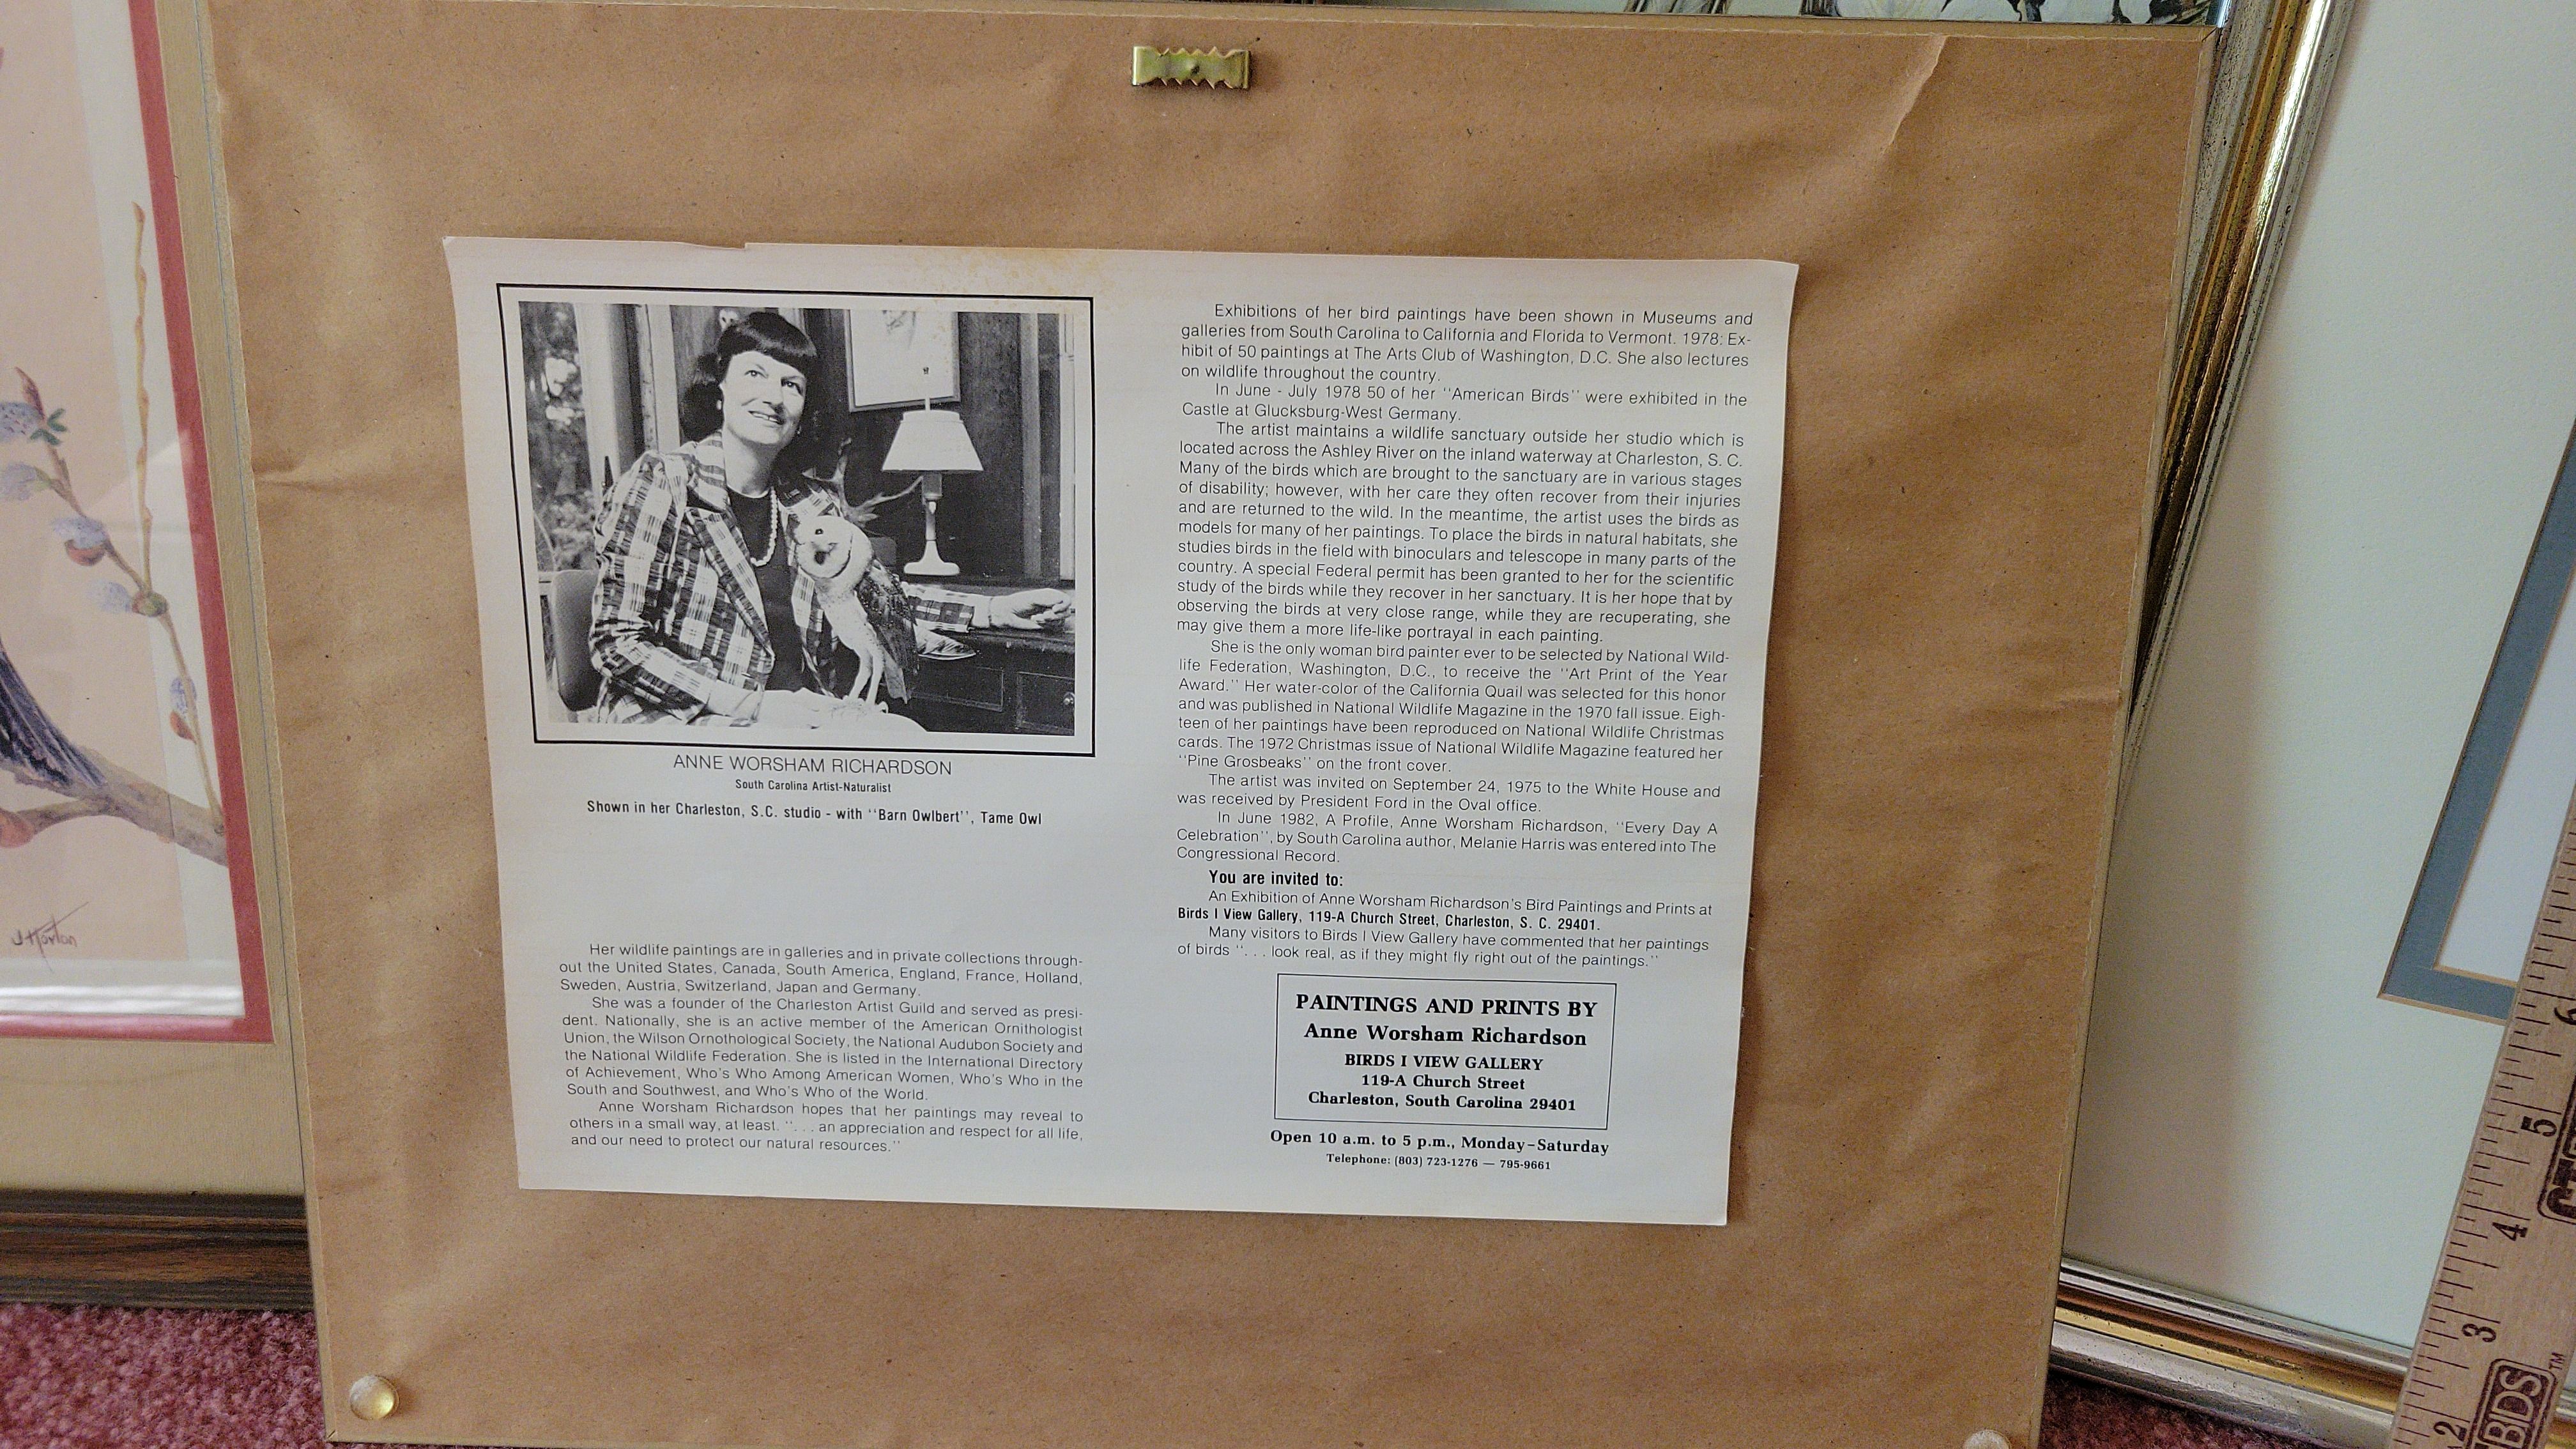 ANNE WORSHAM RICHARDSON
South Carolina Artist-Naturalist
Shown in her Charleston, S.C. studio - with ''Barn Owlbert'', Tame Owl
Her wildlife paintings are in galleries and in private collections through-
out the United States, Canada, South America, England, France, Holland,
Sweden, Austria, Switzerland, Japan and Germany.
She was a founder of the Charleston Artist Guild and served as presi-
dent. Nationally, she is an active member of the American Ornithologist
Union, the Wilson Ornothological Society, the National Audubon Society and
the National Wildlife Federation. She is listed in the International Directory
of Achievement, Who's Who Among American Women, Who's Who in the
South and Southwest, and Who's Who of the World.
Anne Worsham Richardson hopes that her paintings may reveal to
others in a small way, at least. ''. . . an appreciation and respect for all life,
and our need to protect our natural resources.''
Exhibitions of her bird paintings have been shown in Museums and
galleries from South Carolina to California and Florida to Vermont. 1978: Ex-
hibit of 50 paintings at The Arts Club of Washington, D.C. She also lectures
on wildlife throughout the country.
In June - July 1978 50 of her ''American Birds'' were exhibited in the
Castle at Glucksburg-West Germany.
The artist maintains a wildlife sanctuary outside her studio which is
located across the Ashley River on the inland waterway at Charleston, S. C.
Many of the birds which are brought to the sanctuary are in various stages
of disability; however, with her care they often recover from their injuries
and are returned to the wild. In the meantime, the artist uses the birds as
models for many of her paintings. To place the birds in natural habitats, she
studies birds in the field with binoculars and telescope in many parts of the
country. A special Federal permit has been granted to her for the scientific
study of the birds while they recover in her sanctuary. It is her hope that by
observing the birds at very close range, while they are recuperating, she
may give them a more life-like portrayal in each painting.
She is the only woman bird painter ever to be selected by National Wild-
life Federation, Washington, D.C., to receive the ''Art Print of the Year
Award.'' Her water-color of the California Quail was selected for this honor
and was published in National Wildlife Magazine in the 1970 fall issue. Eigh-
teen of her paintings have been reproduced on National Wildlife Christmas
cards. The 1972 Christmas issue of National Wildlife Magazine featured her
''Pine Grosbeaks'' on the front cover.
The artist was invited on September 24, 1975 to the White House and
was received by President Ford in the Oval office.
In June 1982, A Profile, Anne Worsham Richardson, ''Every Day A
Celebration'', by South Carolina author, Melanie Harris was entered into The
Congressional Record.
You are invited to:
An Exhibition of Anne Worsham Richardson's Bird Paintings and Prints at
Birds I View Gallery, 119-A Church Street, Charleston, S. C. 29401.
Many visitors to Birds I View Gallery have commented that her paintings
of birds ''. . . look real, as if they might fly right out of the paintings.''
PAINTINGS AND PRINTS BY
Anne Worsham Richardson
BIRDS I VIEW GALLERY
119-A Church Street
Charleston, South Carolina 29401
Open 10 a.m. to 5 p.m., Monday–Saturday
Telephone: (803) 723-1276 — 795-9661
J Horton
6
5
4
3
2
BDS